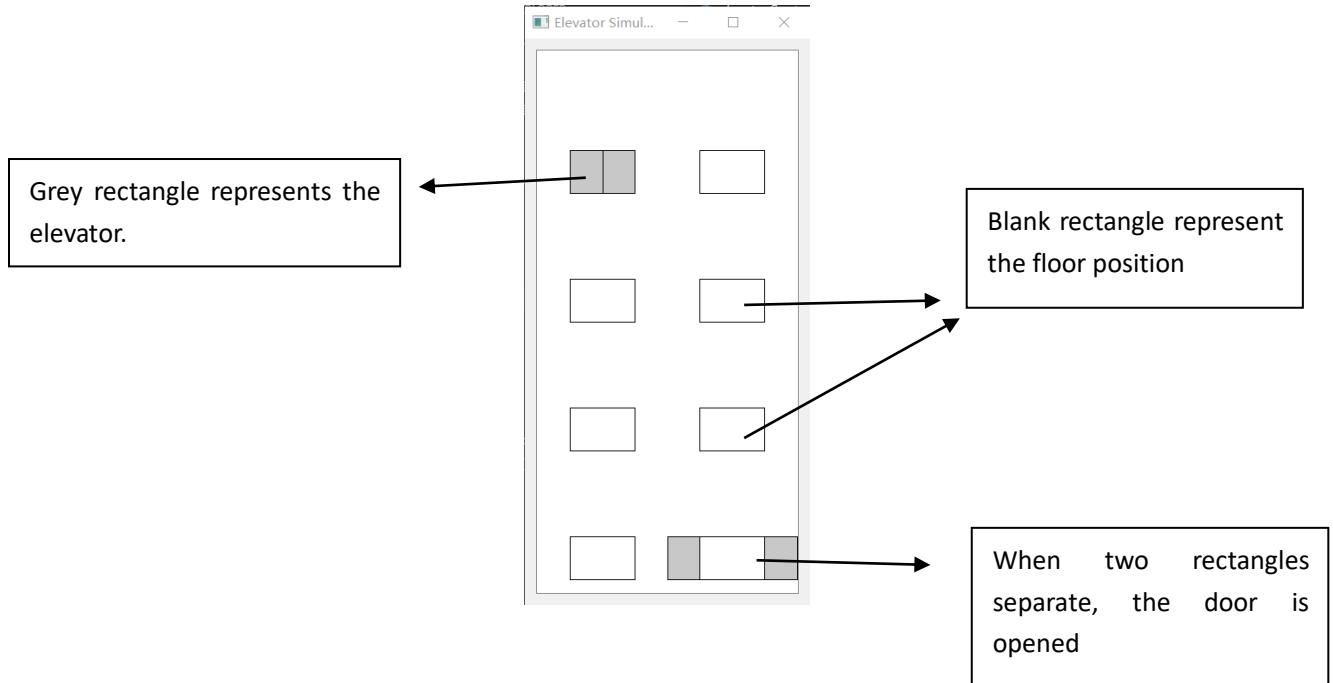 Elevator Simul...
Grey rectangle represents the
elevator.
Blank rectangle represent
the floor position
When two rectangles
separate, the door is
opened